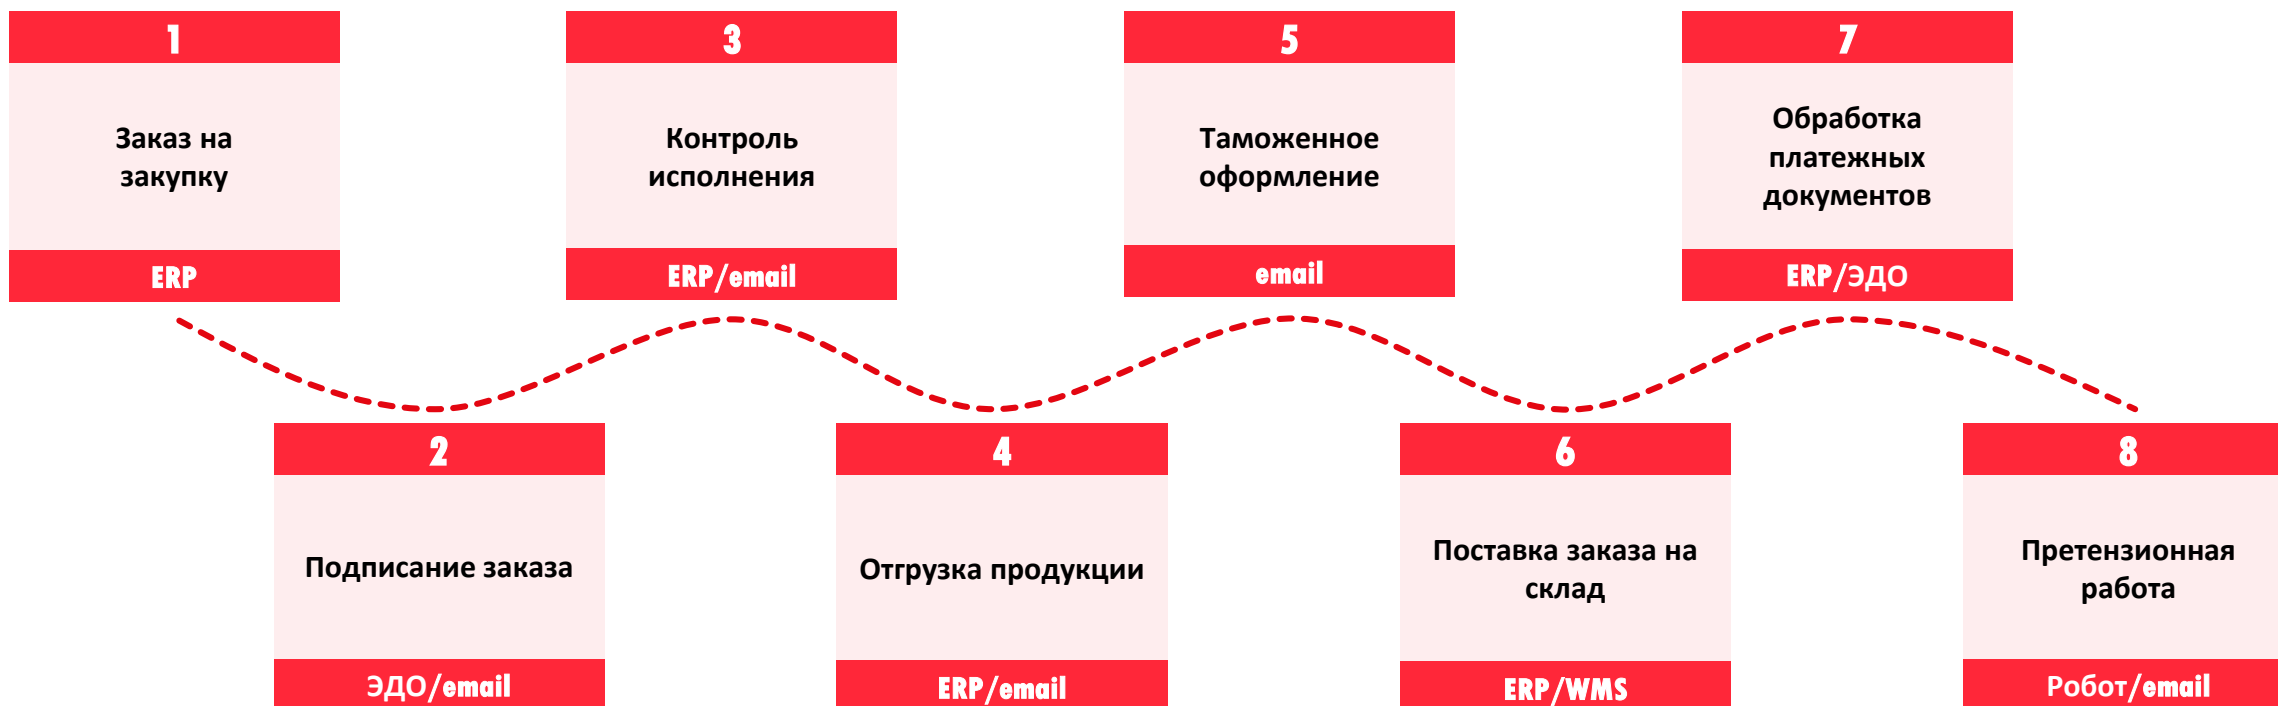 1
Заказ на
закупку
ERP
2
Подписание заказа
ЭДО/email
3
Контроль
исполнения
ERP/email
4
Отгрузка продукции
ERP/email
5
Таможенное
оформление
email
6
Поставка заказа на
склад
ERP/WMS
7
Обработка
платежных
документов
ERP/ЭДО
8
Претензионная
работа
Робот/email